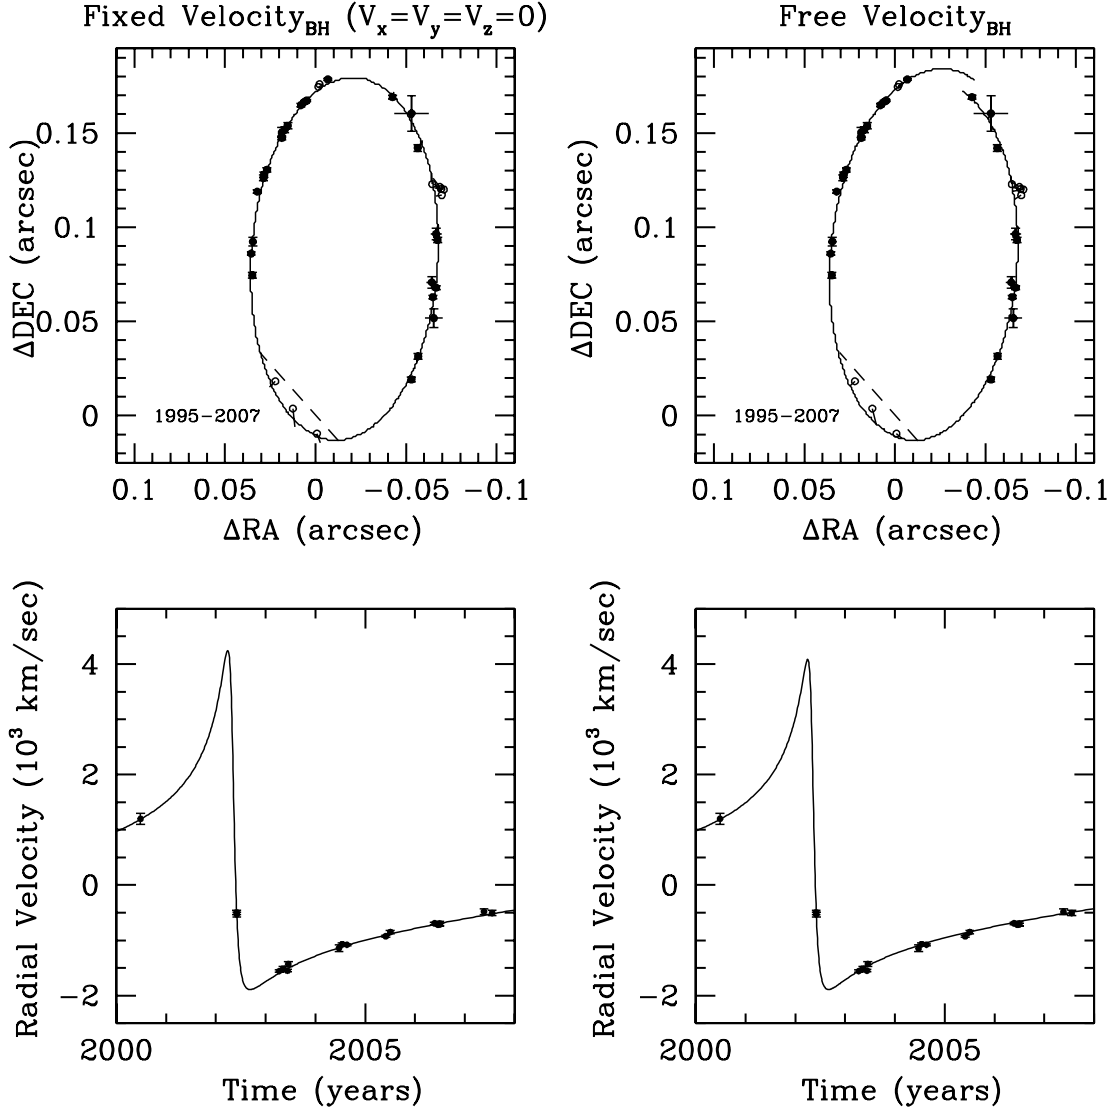 Fixed Velocity_BH (V_x=V_y=V_z=0)
Free Velocity_BH
ΔDEC (arcsec)
0.15
0.1
0.05
0
1995-2007
0.1 0.05 0 -0.05 -0.1
ΔRA (arcsec)
ΔDEC (arcsec)
0.15
0.1
0.05
0
1995-2007
0.1 0.05 0 -0.05 -0.1
ΔRA (arcsec)
Radial Velocity (10³ km/sec)
4
2
0
-2
2000 2005
Time (years)
Radial Velocity (10³ km/sec)
4
2
0
-2
2000 2005
Time (years)